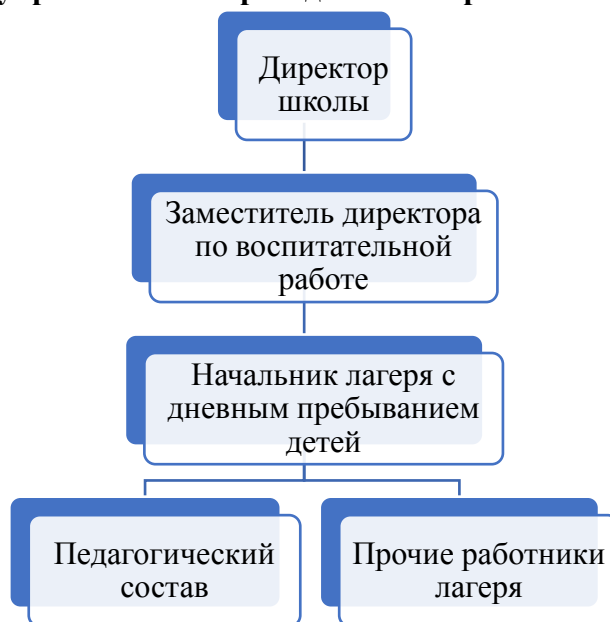 Директор
школы
Заместитель директора
по воспитательной
работе
Начальник лагеря с
дневным пребыванием
детей
Педагогический
состав
Прочие работники
лагеря